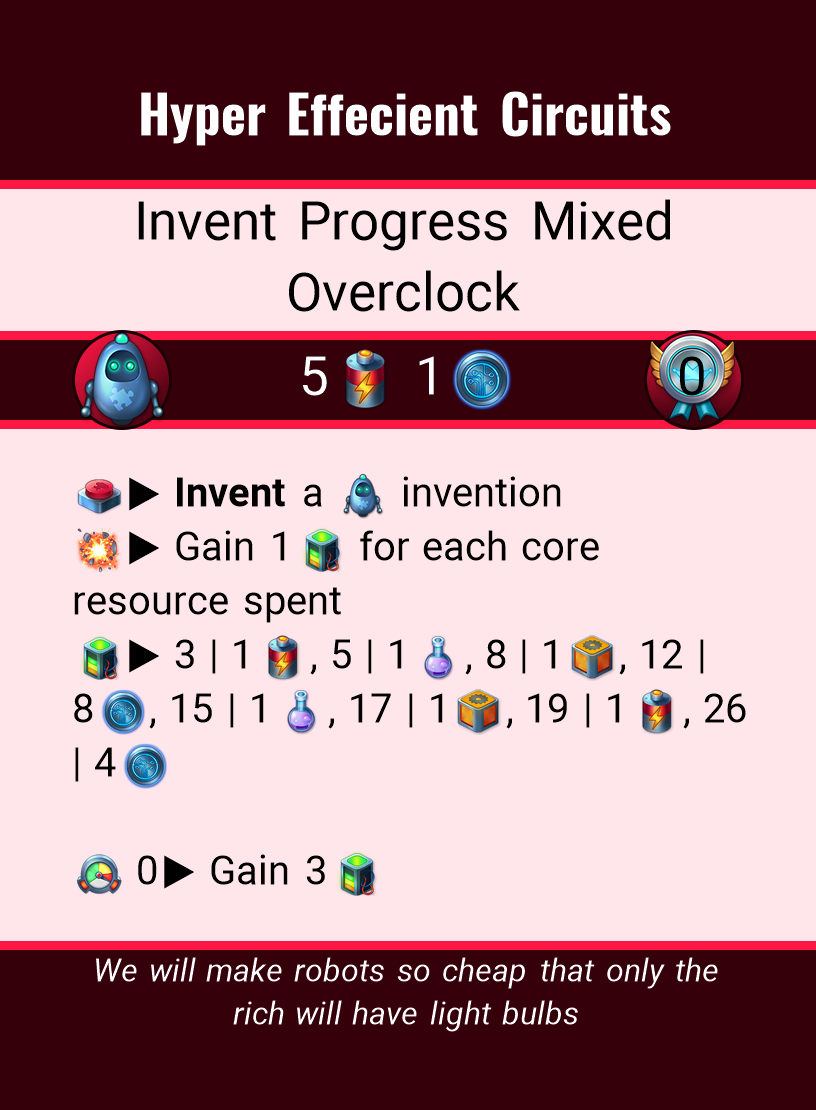 Hyper Effecient Circuits
Invent Progress Mixed
Overclock
5 1 0
▶ Invent a invention
▶ Gain 1 for each core
resource spent
▶ 3 | 1 , 5 | 1 , 8 | 1 , 12 |
8 , 15 | 1 , 17 | 1 , 19 | 1 , 26
| 4
0▶ Gain 3
We will make robots so cheap that only the
rich will have light bulbs